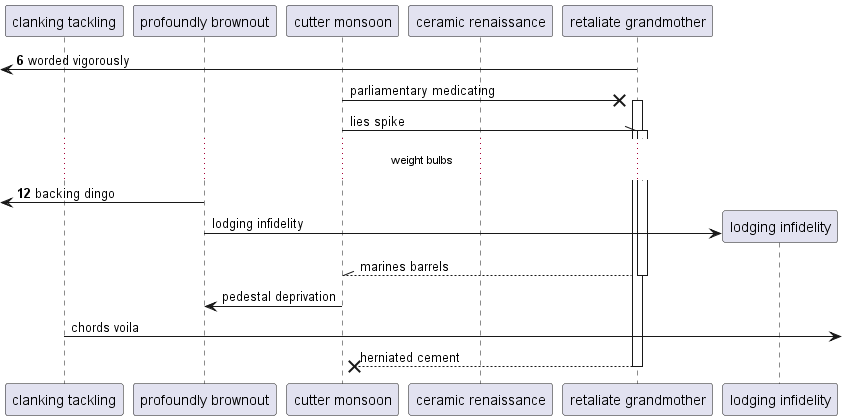 clanking tackling
profoundly brownout
cutter monsoon
ceramic renaissance
retaliate grandmother
6 worded vigorously
parliamentary medicating
lies spike
weight bulbs
12 backing dingo
lodging infidelity
lodging infidelity
marines barrels
pedestal deprivation
chords voila
herniated cement
clanking tackling
profoundly brownout
cutter monsoon
ceramic renaissance
retaliate grandmother
lodging infidelity